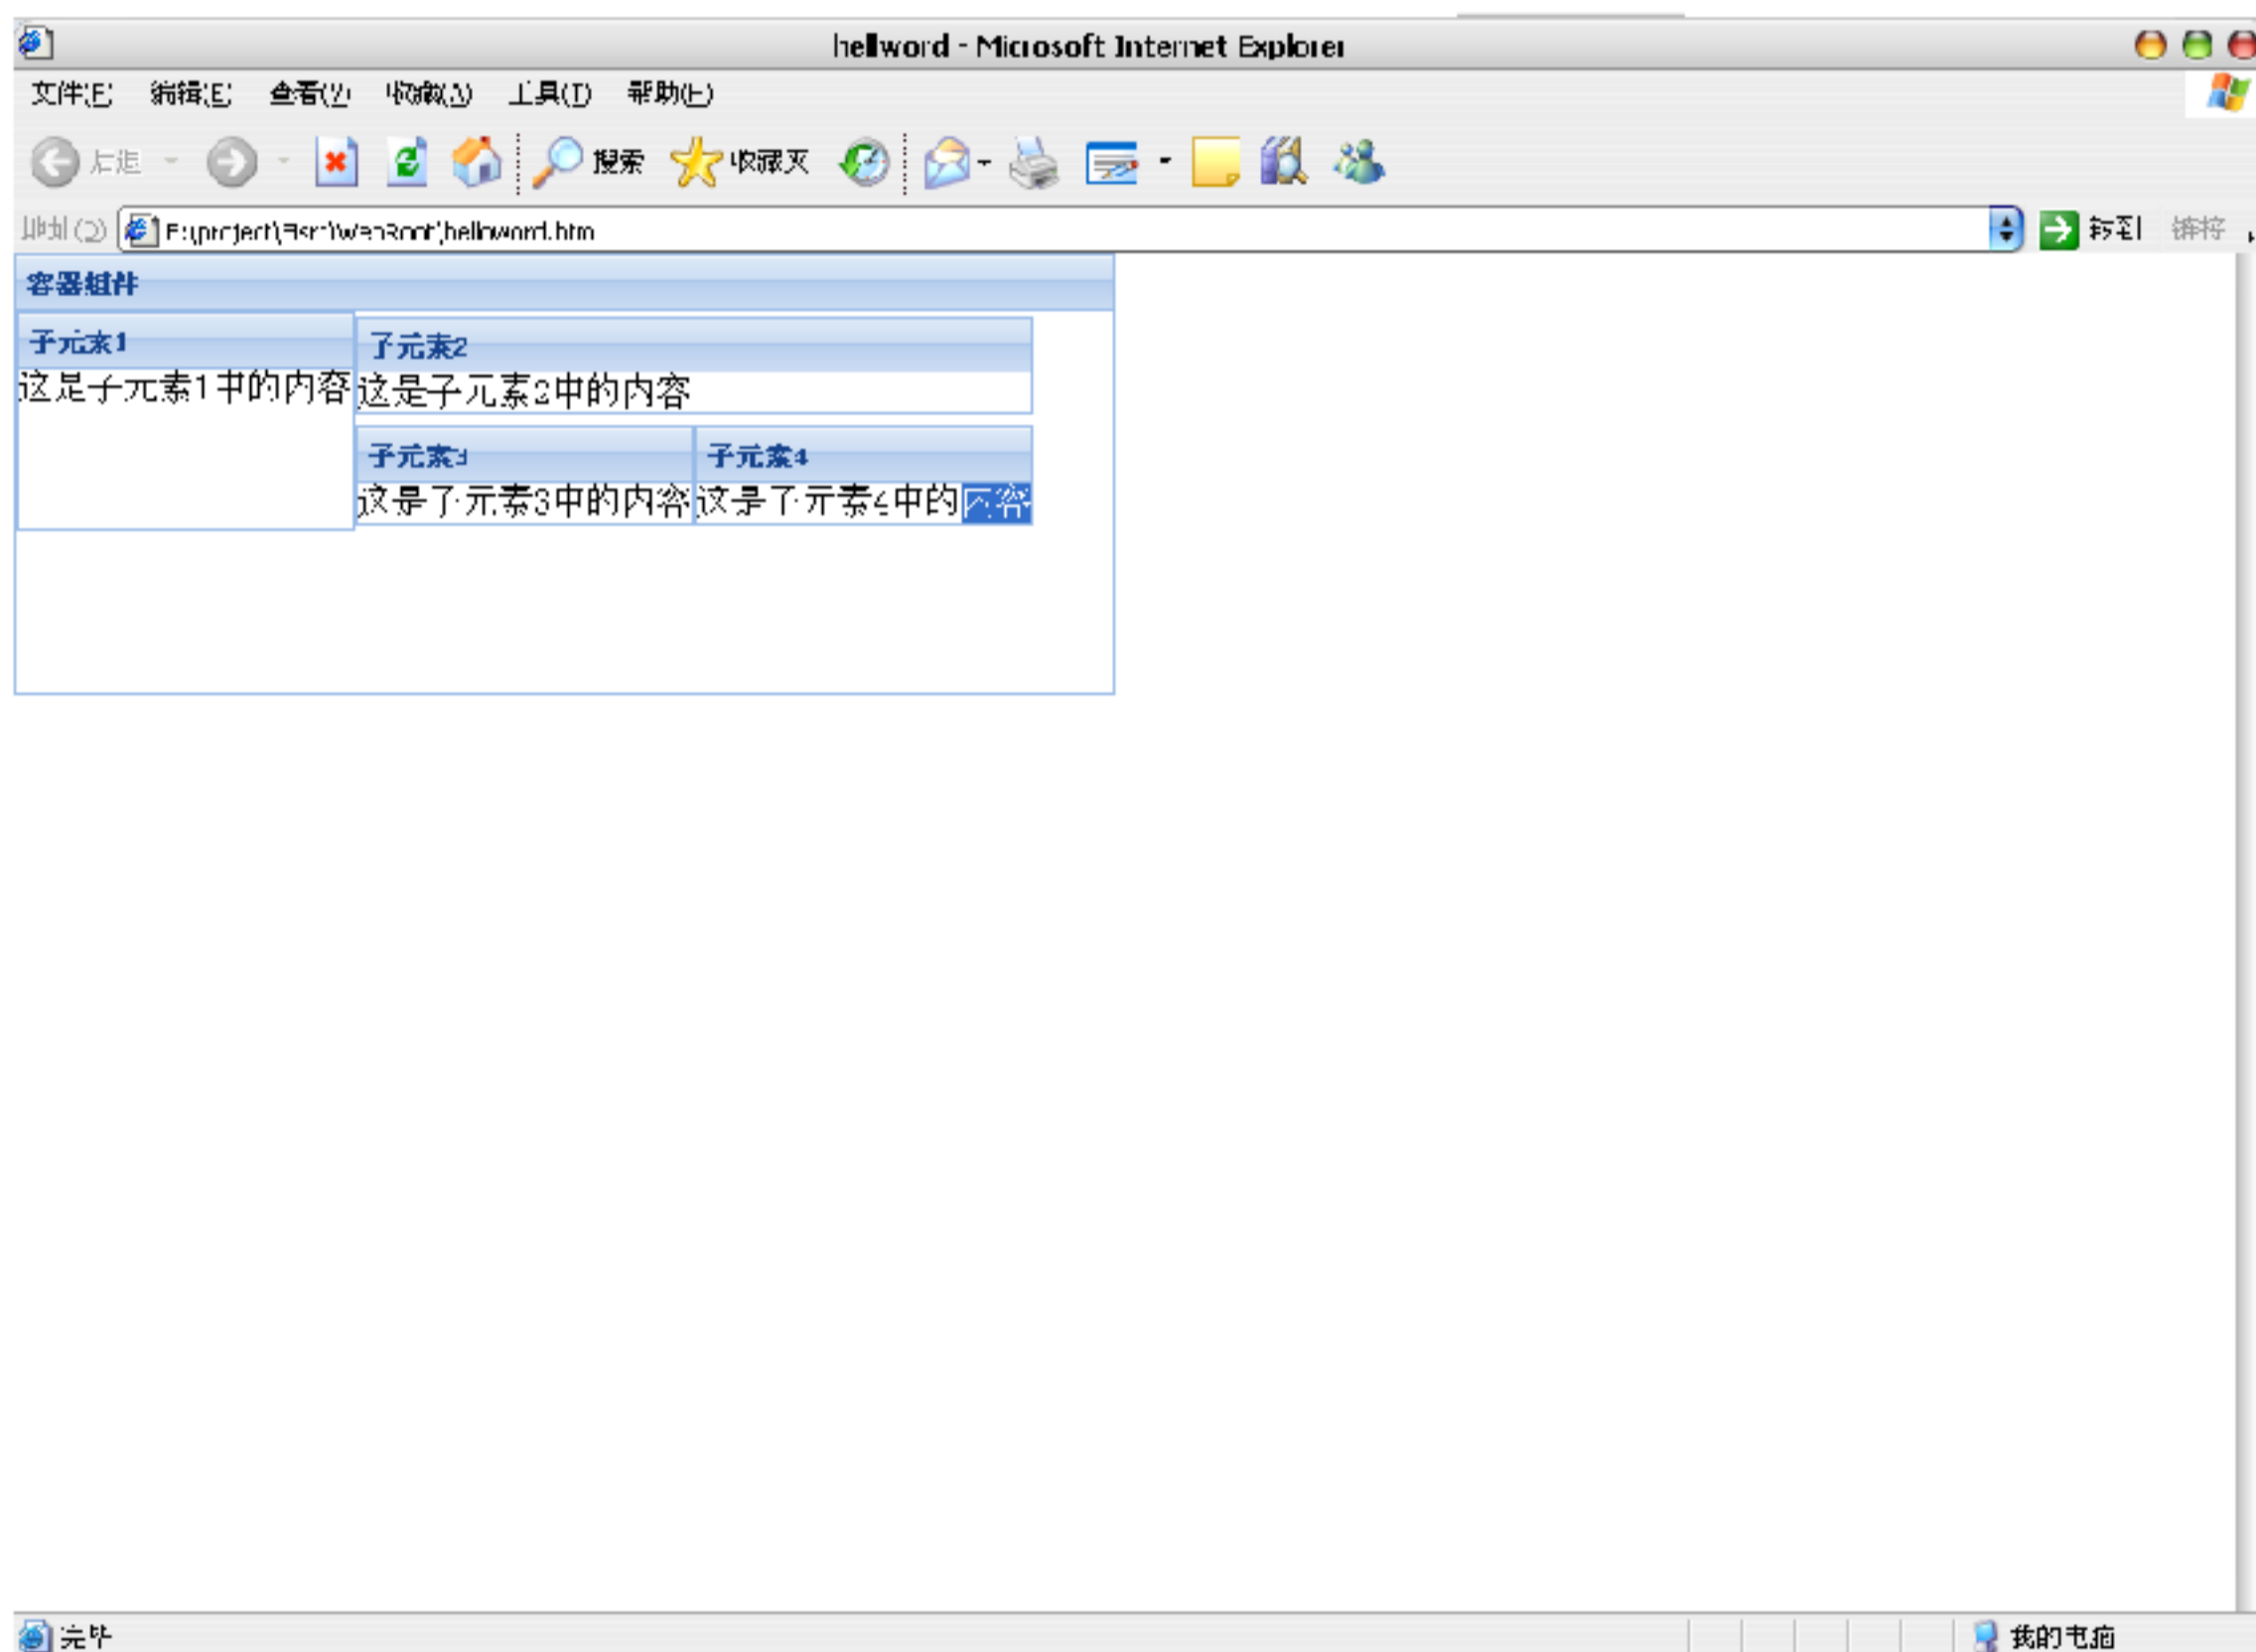 hellword - Microsoft Internet Explorer
文件(F) 编辑(E) 查看(V) 收藏(A) 工具(T) 帮助(H)
后退 搜索 收藏夹
地址(D) F:\project\Ext\WebRoot\helloword.htm 转到 链接
容器组件
子元素1 子元素2
这是子元素1中的内容 这是子元素2中的内容
子元素3 子元素4
这是子元素3中的内容 这是子元素4中的内容
完毕 我的电脑